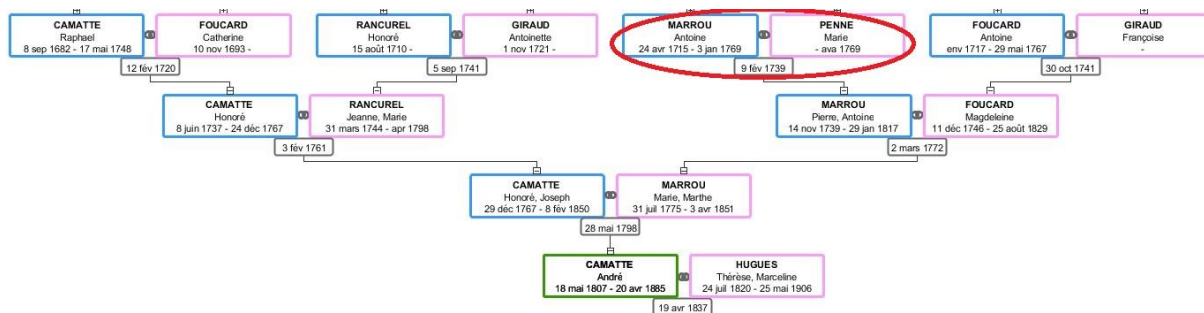 CAMATTE
Raphael
8 sep 1682 - 17 mai 1748
FOUCARD
Catherine
10 nov 1693 -
12 fév 1720
RANCUREL
Honoré
15 août 1710 -
GIRAUD
Antoinette
1 nov 1721 -
5 sep 1741
MARROU
Antoine
24 avr 1715 - 3 jan 1769
PENNE
Marie
- ava 1769
9 fév 1739
FOUCARD
Antoine
env 1717 - 29 mai 1767
GIRAUD
Françoise
-
30 oct 1741
CAMATTE
Honoré
8 juin 1737 - 24 déc 1767
RANCUREL
Jeanne, Marie
31 mars 1744 - apr 1798
3 fév 1761
MARROU
Pierre, Antoine
14 nov 1739 - 29 jan 1817
FOUCARD
Magdeleine
11 déc 1746 - 25 août 1829
2 mars 1772
CAMATTE
Honoré, Joseph
29 déc 1767 - 8 fév 1850
MARROU
Marie, Marthe
31 juil 1775 - 3 avr 1851
28 mai 1798
CAMATTE
André
18 mai 1807 - 20 avr 1885
HUGUES
Thérèse, Marceline
24 juil 1820 - 25 mai 1906
19 avr 1837